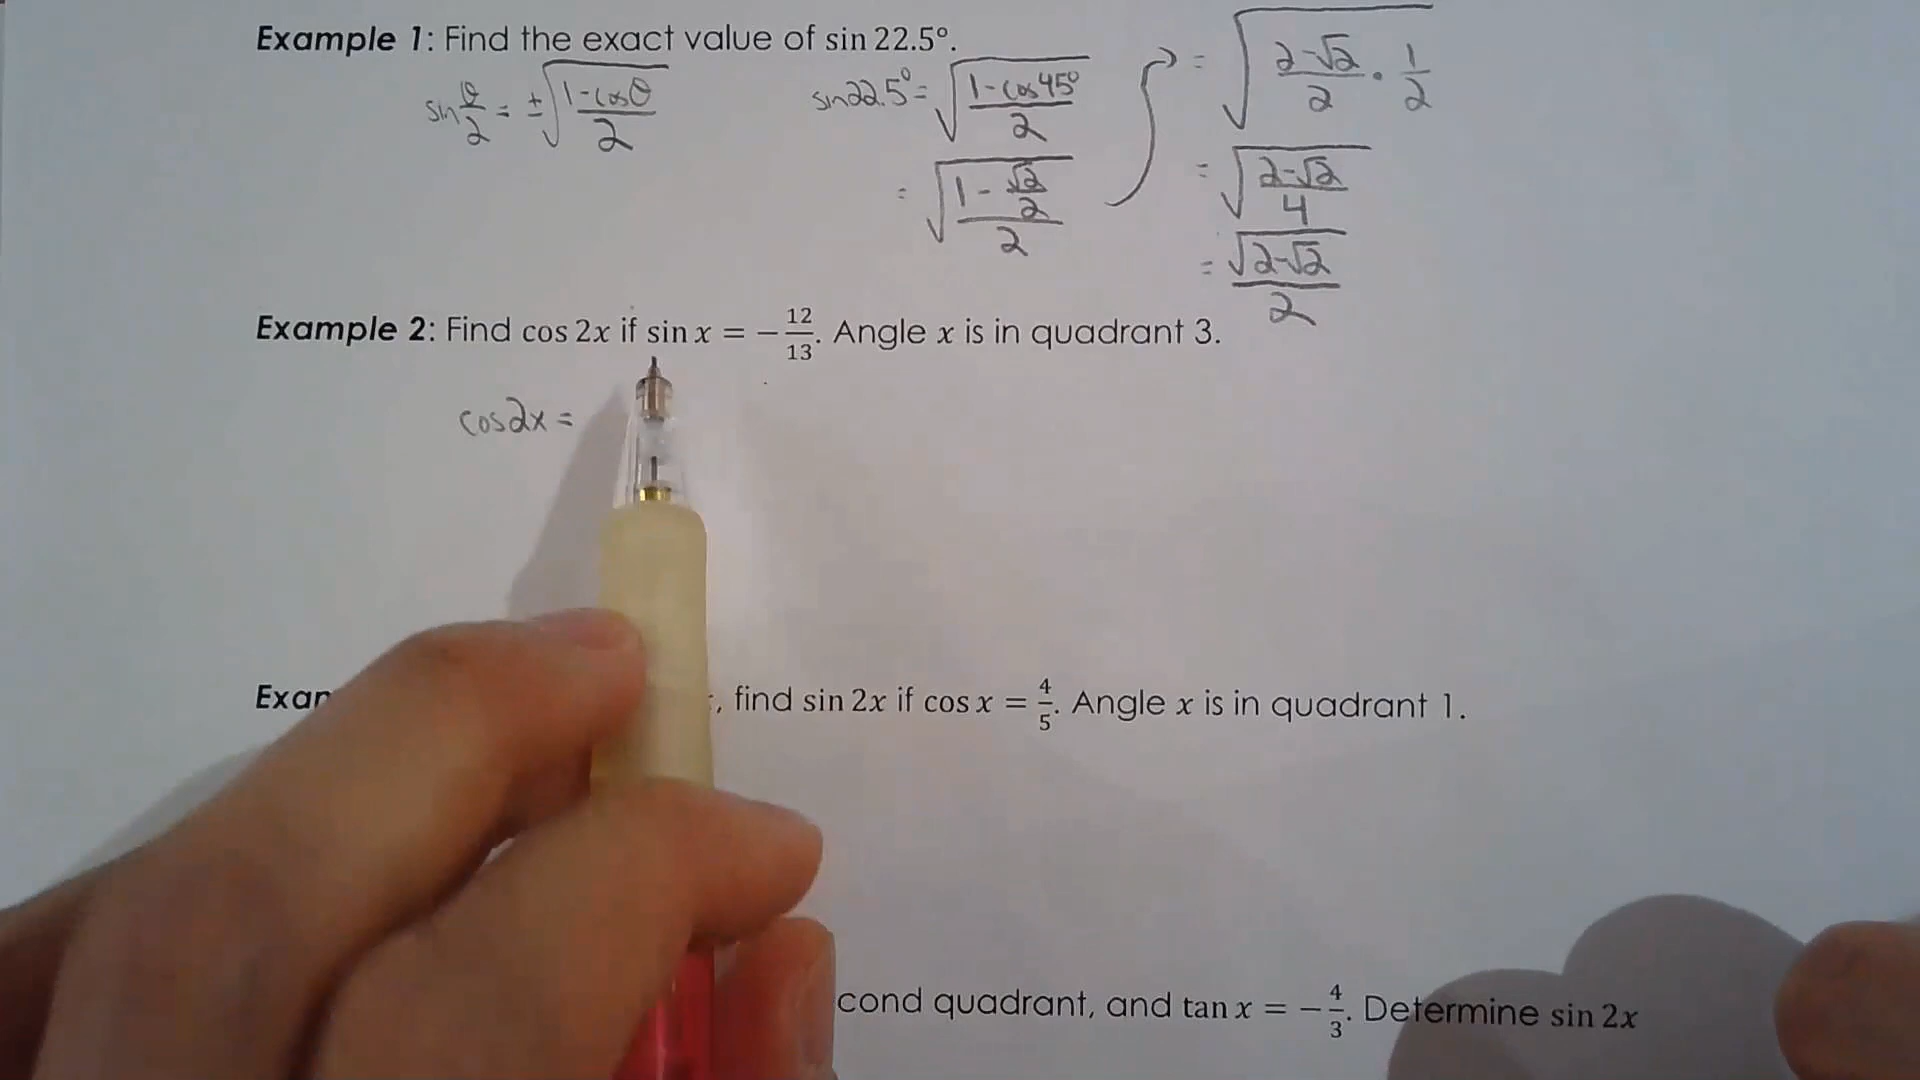 Example 1: Find the exact value of sin 22.5°.
sin θ/2 = ±√((1-cosθ)/2)
sin22.5° = √((1-cos45°)/2)
= √((1-√2/2)/2)
= √((2-√2)/2 · 1/2)
= √((2-√2)/4)
= √(2-√2)/2
Example 2: Find cos 2x if sin x = −12/13. Angle x is in quadrant 3.
cos2x =
, find sin 2x if cos x = 4/5. Angle x is in quadrant 1.
quadrant, and tan x = −4/3. Determine sin 2x